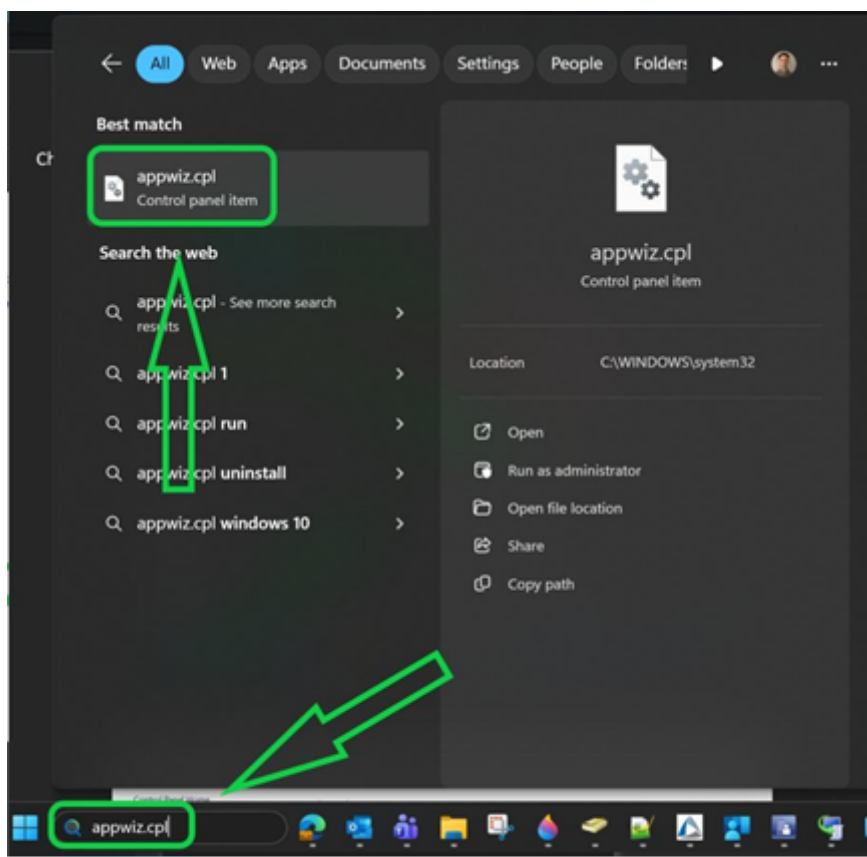 All Web Apps Documents Settings People Folders
Best match
appwiz.cpl
Control panel item
Search the web
appwiz.cpl - See more search
results
appwiz.cpl 1
appwiz.cpl run
appwiz.cpl uninstall
appwiz.cpl windows 10
appwiz.cpl
Control panel item
Location C:\WINDOWS\system32
Open
Run as administrator
Open file location
Share
Copy path
appwiz.cpl